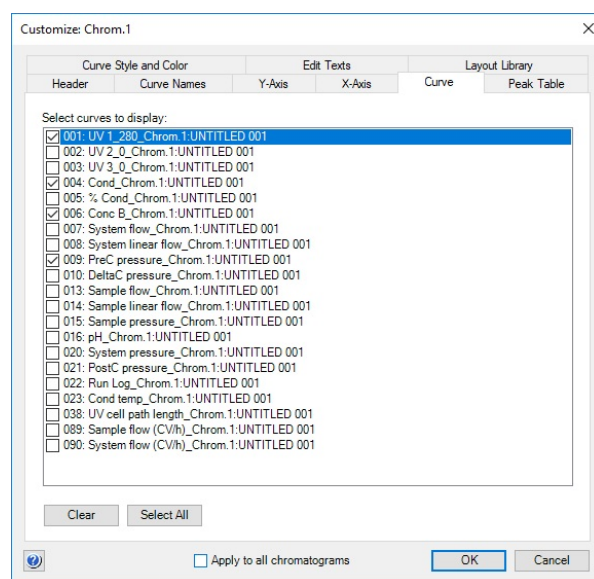 Customize: Chrom.1
Curve Style and Color Edit Texts Layout Library
Header Curve Names Y-Axis X-Axis Curve Peak Table
Select curves to display:
001: UV 1_280_Chrom.1:UNTITLED 001
002: UV 2_0_Chrom.1:UNTITLED 001
003: UV 3_0_Chrom.1:UNTITLED 001
004: Cond_Chrom.1:UNTITLED 001
005: % Cond_Chrom.1:UNTITLED 001
006: Conc B_Chrom.1:UNTITLED 001
007: System flow_Chrom.1:UNTITLED 001
008: System linear flow_Chrom.1:UNTITLED 001
009: PreC pressure_Chrom.1:UNTITLED 001
010: DeltaC pressure_Chrom.1:UNTITLED 001
013: Sample flow_Chrom.1:UNTITLED 001
014: Sample linear flow_Chrom.1:UNTITLED 001
015: Sample pressure_Chrom.1:UNTITLED 001
016: pH_Chrom.1:UNTITLED 001
020: System pressure_Chrom.1:UNTITLED 001
021: PostC pressure_Chrom.1:UNTITLED 001
022: Run Log_Chrom.1:UNTITLED 001
023: Cond temp_Chrom.1:UNTITLED 001
038: UV cell path length_Chrom.1:UNTITLED 001
089: Sample flow (CV/h)_Chrom.1:UNTITLED 001
090: System flow (CV/h)_Chrom.1:UNTITLED 001
Clear Select All
? Apply to all chromatograms OK Cancel